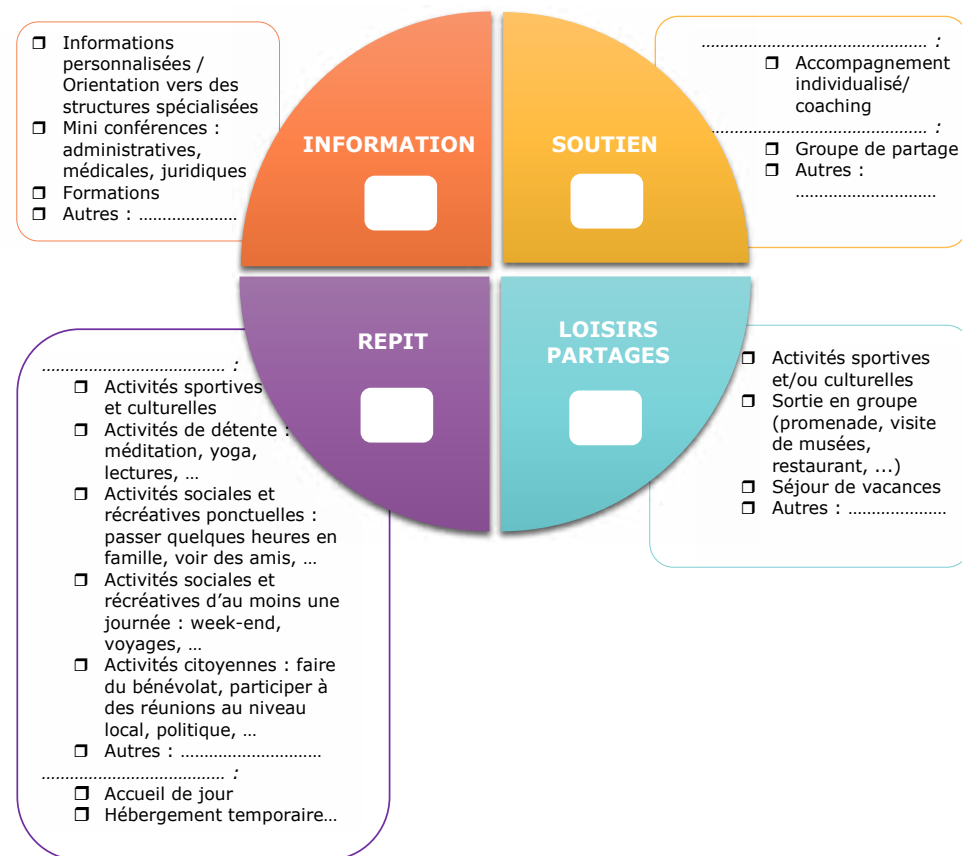 ❒ Informations
personnalisées /
Orientation vers des
structures spécialisées
❒ Mini conférences :
administratives,
médicales, juridiques
❒ Formations
❒ Autres : .....................
INFORMATION
SOUTIEN
................................................ :
❒ Accompagnement
individualisé/
coaching
.............................................. :
❒ Groupe de partage
❒ Autres :
..............................
REPIT
LOISIRS
PARTAGES
....................................... :
❒ Activités sportives
et culturelles
❒ Activités de détente :
méditation, yoga,
lectures, …
❒ Activités sociales et
récréatives ponctuelles :
passer quelques heures en
famille, voir des amis, …
❒ Activités sociales et
récréatives d’au moins une
journée : week-end,
voyages, …
❒ Activités citoyennes : faire
du bénévolat, participer à
des réunions au niveau
local, politique, …
❒ Autres : ..............................
....................................... :
❒ Accueil de jour
❒ Hébergement temporaire…
❒ Activités sportives
et/ou culturelles
❒ Sortie en groupe
(promenade, visite
de musées,
restaurant, ...)
❒ Séjour de vacances
❒ Autres : .....................